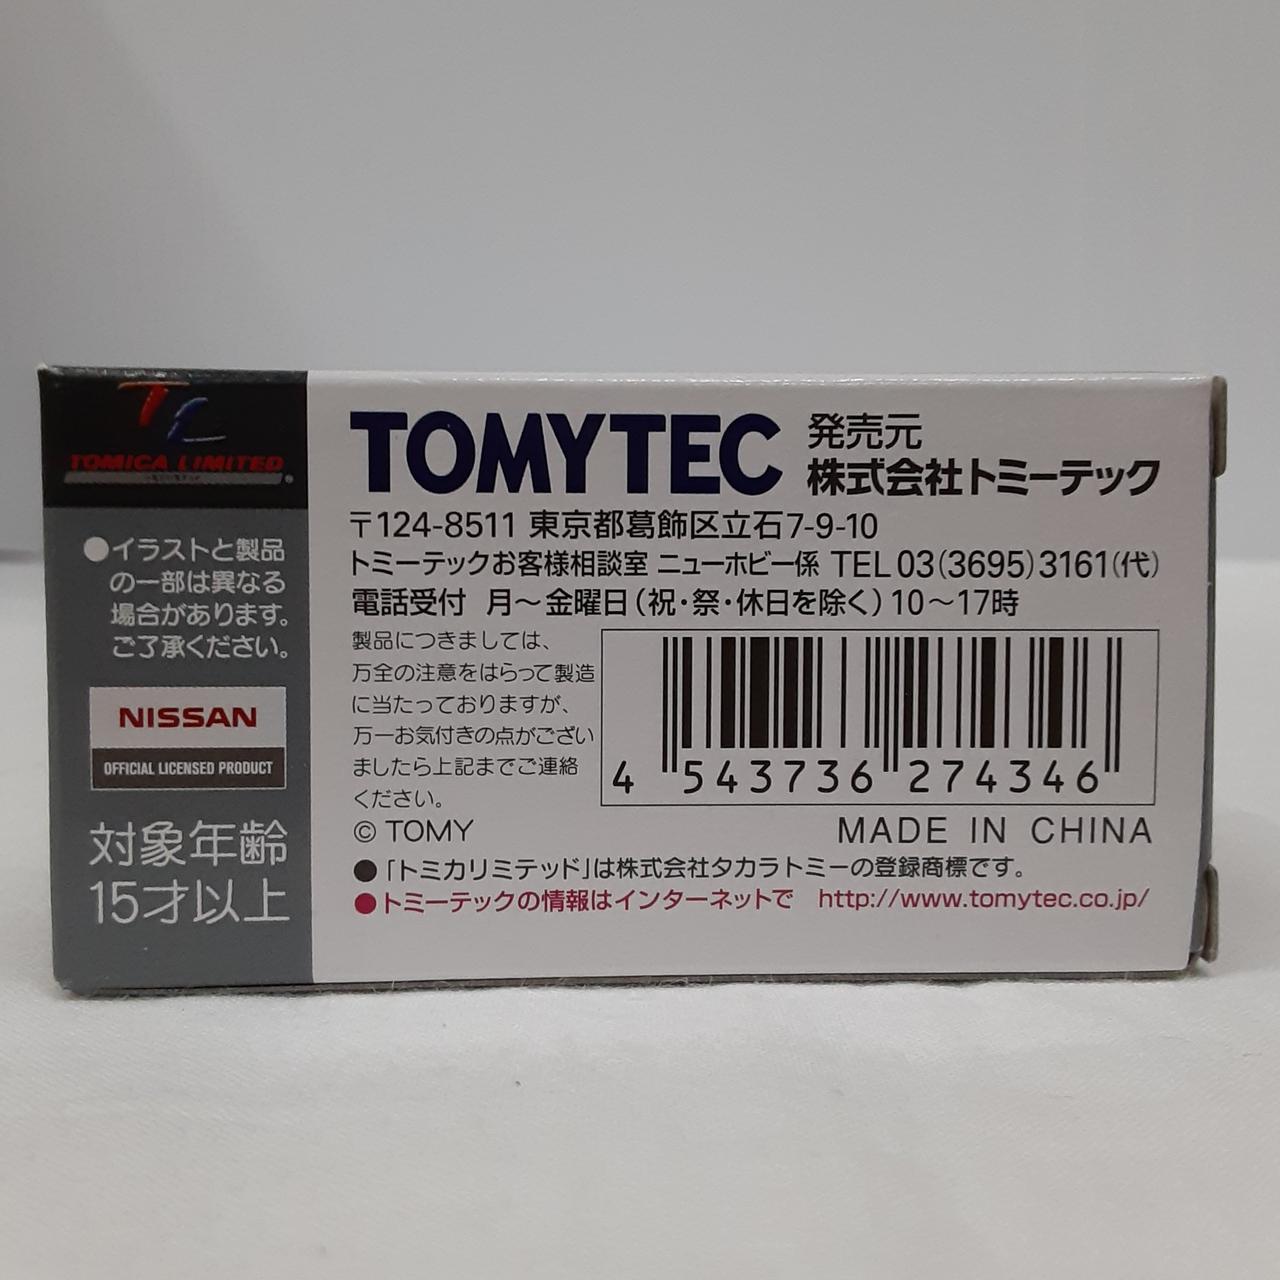 TL
TOMICA LIMITED
●イラストと製品
の一部は異なる
場合があります。
ご了承ください。
NISSAN
OFFICIAL LICENSED PRODUCT
対象年齢
15才以上
TOMYTEC
発売元
株式会社トミーテック
〒124-8511 東京都葛飾区立石7-9-10
トミーテックお客様相談室 ニューホビー係 TEL 03(3695)3161(代)
電話受付 月～金曜日(祝・祭・休日を除く)10～17時
製品につきましては、
万全の注意をはらって製造
に当たっておりますが、
万一お気付きの点がござい
ましたら上記までご連絡
ください。
4 543736 274346
© TOMY
MADE IN CHINA
●「トミカリミテッド」は株式会社タカラトミーの登録商標です。
●トミーテックの情報はインターネットで http://www.tomytec.co.jp/